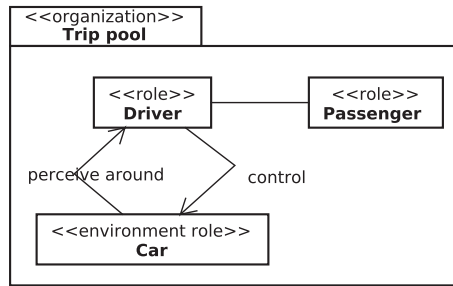 <<organization>>
Trip pool
<<role>>
Driver
<<role>>
Passenger
perceive around
control
<<environment role>>
Car